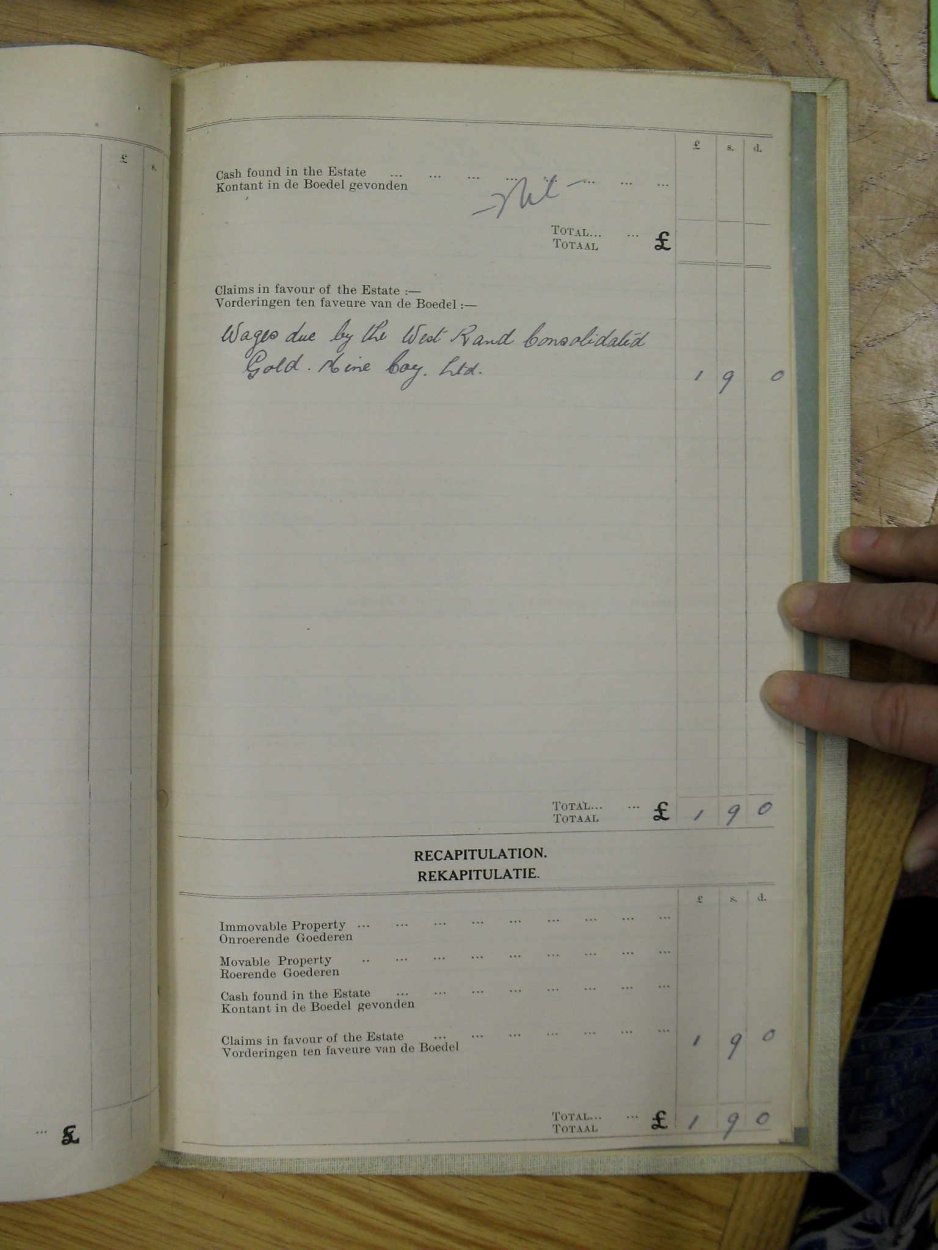 £ s.
£ s. d.
Cash found in the Estate ... ... ... ... ... ... ...
Kontant in de Boedel gevonden
— Nil —
TOTAL... ... £
TOTAAL
Claims in favour of the Estate :—
Vorderingen ten faveure van de Boedel :—
Wages due by the West Rand Consolidated
Gold. Mine Coy. Ltd. 1 9 0
TOTAL... ... £ 1 9 0
TOTAAL
RECAPITULATION.
REKAPITULATIE.
£ s. d.
Immovable Property ... ... ... ... ... ... ... ... ...
Onroerende Goederen
Movable Property .. ... ... ... ... ... ... ... ...
Roerende Goederen
Cash found in the Estate ... ... ... ... ... ... ... ...
Kontant in de Boedel gevonden
Claims in favour of the Estate ... ... ... ... ... ... ... 1 9 0
Vorderingen ten faveure van de Boedel
TOTAL... ... £ 1 9 0
TOTAAL
... £